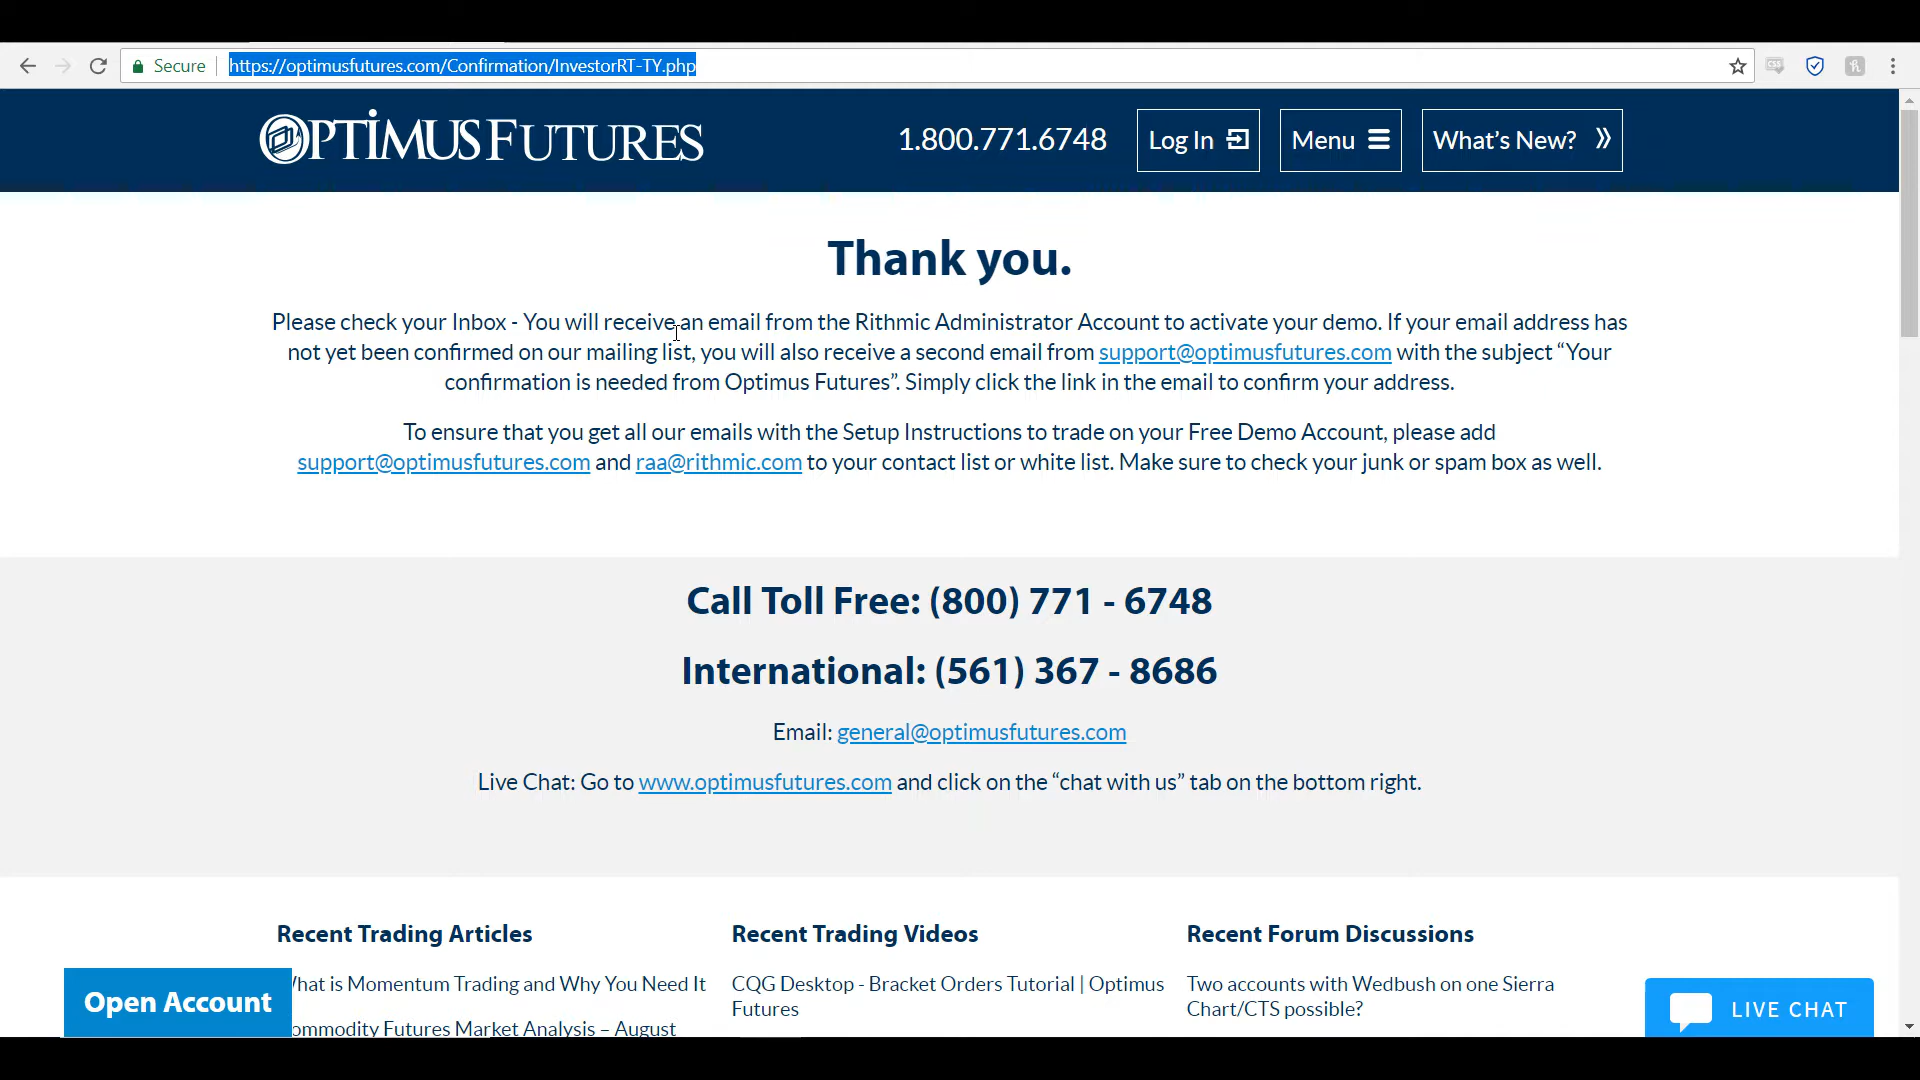 Secure
https://optimusfutures.com/Confirmation/InvestorRT-TY.php
OPTIMUS FUTURES
1.800.771.6748
Log In
Menu
What's New?
Thank you.
Please check your Inbox - You will receive an email from the Rithmic Administrator Account to activate your demo. If your email address has
not yet been confirmed on our mailing list, you will also receive a second email from support@optimusfutures.com with the subject “Your
confirmation is needed from Optimus Futures”. Simply click the link in the email to confirm your address.
To ensure that you get all our emails with the Setup Instructions to trade on your Free Demo Account, please add
support@optimusfutures.com and raa@rithmic.com to your contact list or white list. Make sure to check your junk or spam box as well.
Call Toll Free: (800) 771 - 6748
International: (561) 367 - 8686
Email: general@optimusfutures.com
Live Chat: Go to www.optimusfutures.com and click on the “chat with us” tab on the bottom right.
Recent Trading Articles
hat is Momentum Trading and Why You Need It
ommodity Futures Market Analysis – August
Recent Trading Videos
CQG Desktop - Bracket Orders Tutorial | Optimus
Futures
Recent Forum Discussions
Two accounts with Wedbush on one Sierra
Chart/CTS possible?
Open Account
LIVE CHAT